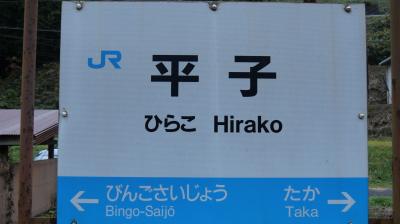 JR
平子
ひらこ Hirako
← びんごさいじょう たか →
Bingo-Saijō Taka